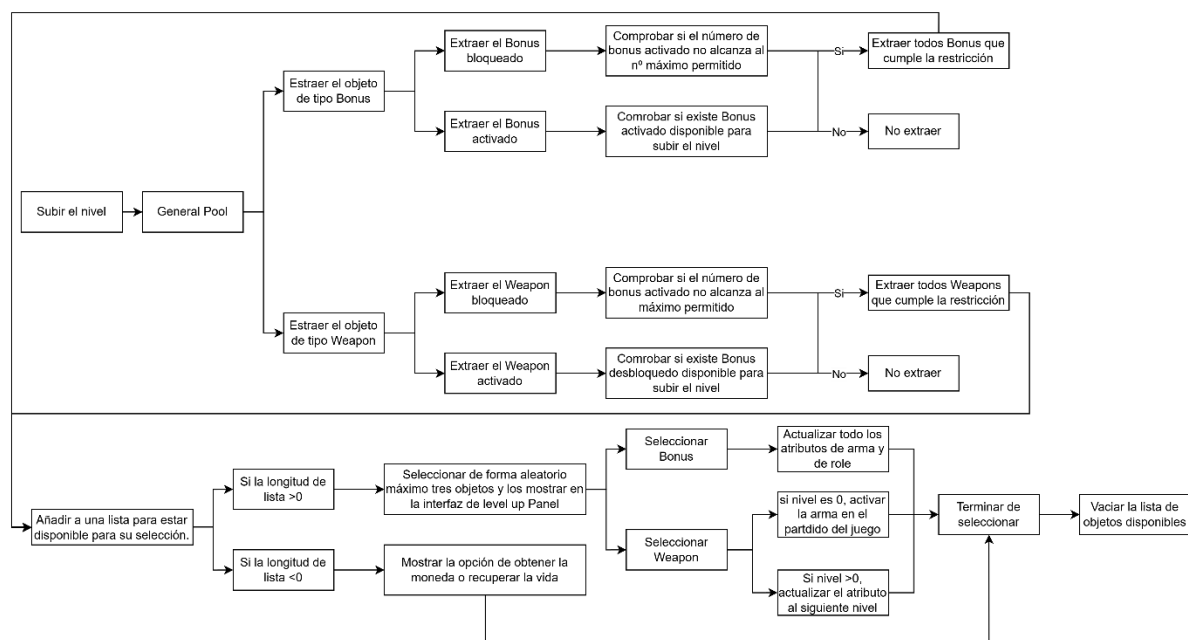 Subir el nivel
General Pool
Estraer el objeto
de tipo Bonus
Extraer el Bonus
bloqueado
Comprobar si el número de
bonus activado no alcanza al
nº máximo permitido
Si
Extraer todos Bonus que
cumple la restricción
Extraer el Bonus
activado
Comrobar si existe Bonus
activado disponible para
subir el nivel
No
No extraer
Estraer el objeto
de tipo Weapon
Extraer el Weapon
bloqueado
Comprobar si el número de
bonus activado no alcanza al
máximo permitido
Si
Extraer todos Weapons
que cumple la restricción
Extraer el Weapon
activado
Comprobar si existe Bonus
desbloquedo disponible para
subir el nivel
No
No extraer
Añadir a una lista para estar
disponible para su selección.
Si la longitud de
lista >0
Seleccionar de forma aleatorio
máximo tres objetos y los mostrar en
la interfaz de level up Panel
Si la longitud de
lista <0
Mostrar la opción de obtener la
moneda o recuperar la vida
Seleccionar
Bonus
Actualizar todo los
atributos de arma y
de role
Seleccionar
Weapon
si nivel es 0, activar
la arma en el
partdido del juego
Si nivel >0,
actualizar el atributo
al siguiente nivel
Terminar de
seleccionar
Vaciar la lista de
objetos disponibles